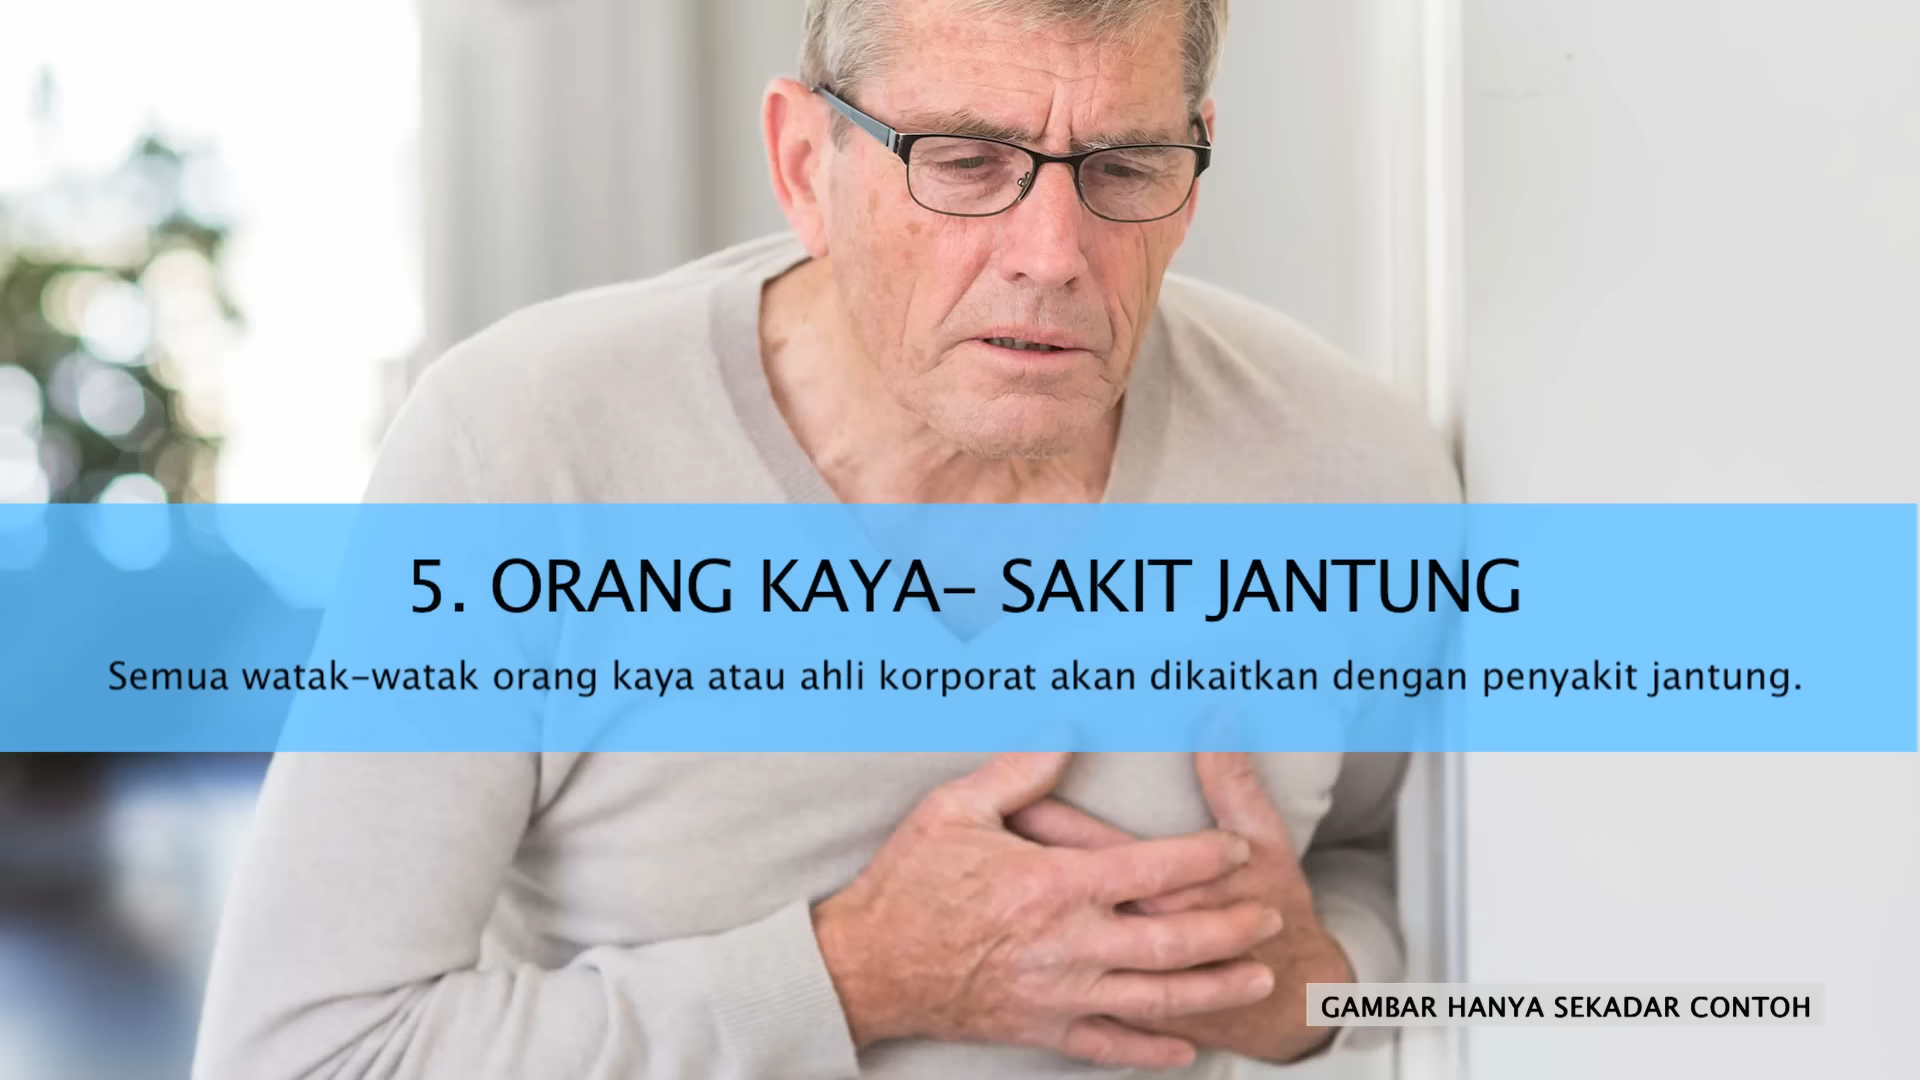 5. ORANG KAYA- SAKIT JANTUNG
Semua watak-watak orang kaya atau ahli korporat akan dikaitkan dengan penyakit jantung.
GAMBAR HANYA SEKADAR CONTOH